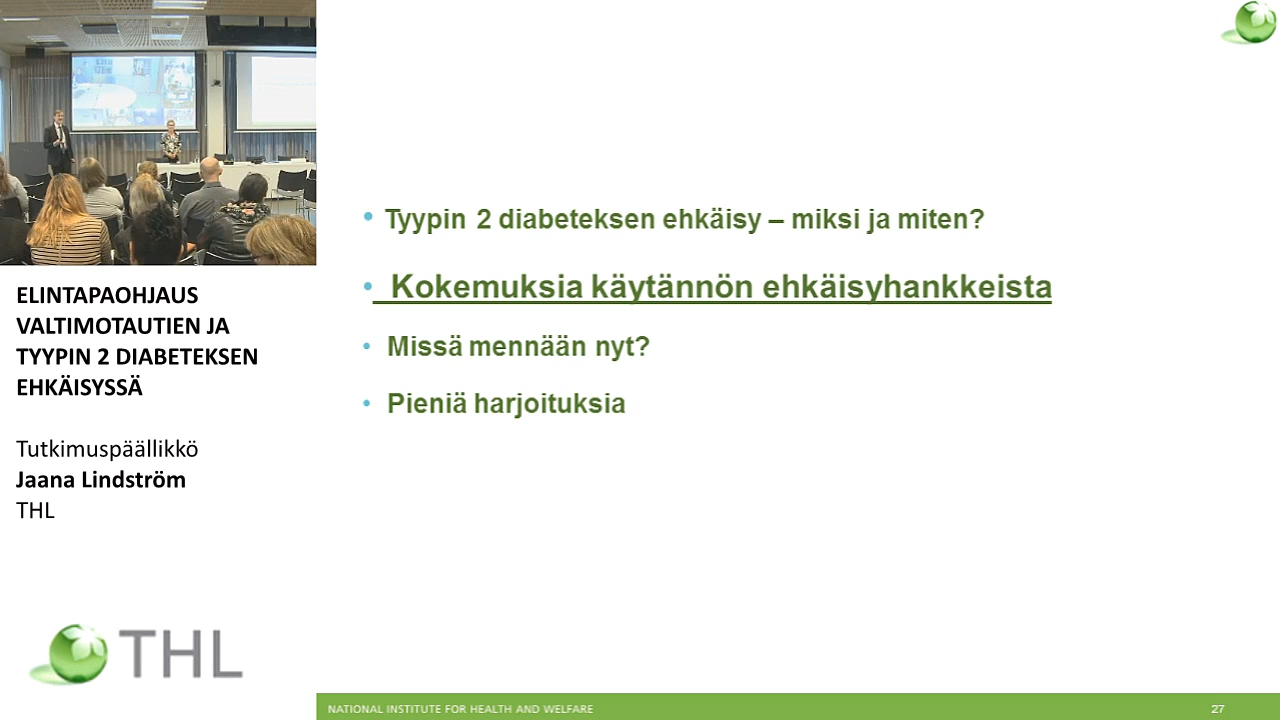 ELINTAPAOHJAUS
VALTIMOTAUTIEN JA
TYYPIN 2 DIABETEKSEN
EHKÄISYSSÄ
Tutkimuspäällikkö
Jaana Lindström
THL
THL
• Tyypin 2 diabeteksen ehkäisy – miksi ja miten?
• Kokemuksia käytännön ehkäisyhankkeista
• Missä mennään nyt?
• Pieniä harjoituksia
NATIONAL INSTITUTE FOR HEALTH AND WELFARE 27